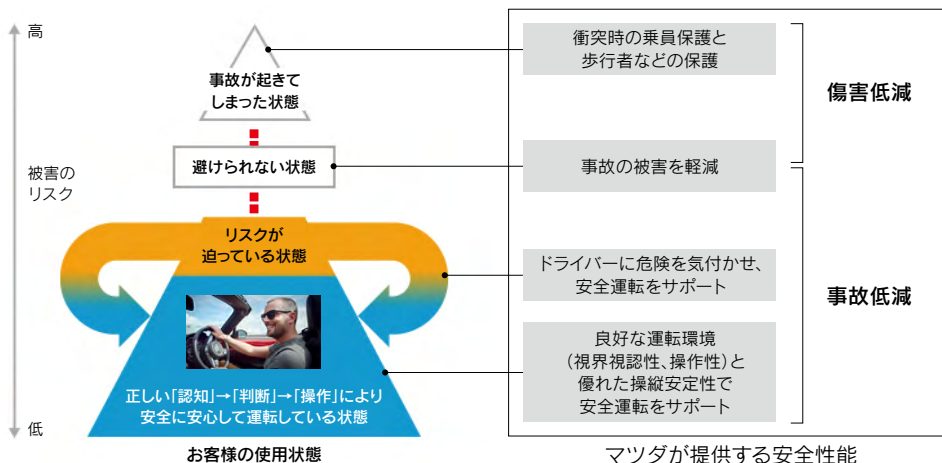 高
被害の
リスク
低
事故が起きて
しまった状態
避けられない状態
リスクが
迫っている状態
正しい「認知」→「判断」→「操作」により
安全に安心して運転している状態
お客様の使用状態
衝突時の乗員保護と
歩行者などの保護
事故の被害を軽減
ドライバーに危険を気付かせ、
安全運転をサポート
良好な運転環境
（視界視認性、操作性）と
優れた操縦安定性で
安全運転をサポート
傷害低減
事故低減
マツダが提供する安全性能